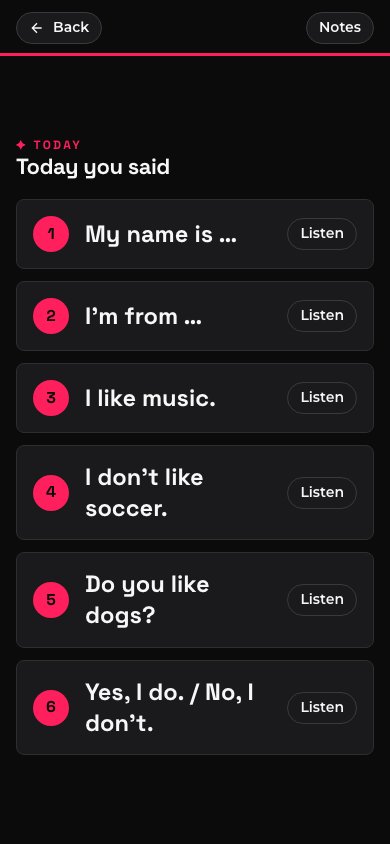 ← Back
Notes
✦ TODAY
Today you said
1 My name is ... Listen
2 I'm from ... Listen
3 I like music. Listen
4 I don't like
soccer. Listen
5 Do you like
dogs? Listen
6 Yes, I do. / No, I
don't. Listen